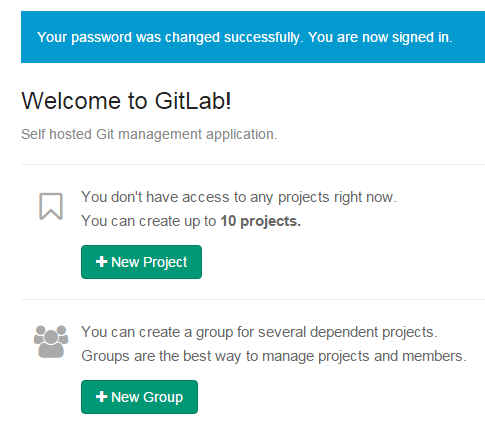 Your password was changed successfully. You are now signed in.
Welcome to GitLab!
Self hosted Git management application.
You don't have access to any projects right now.
You can create up to 10 projects.
+ New Project
You can create a group for several dependent projects.
Groups are the best way to manage projects and members.
+ New Group